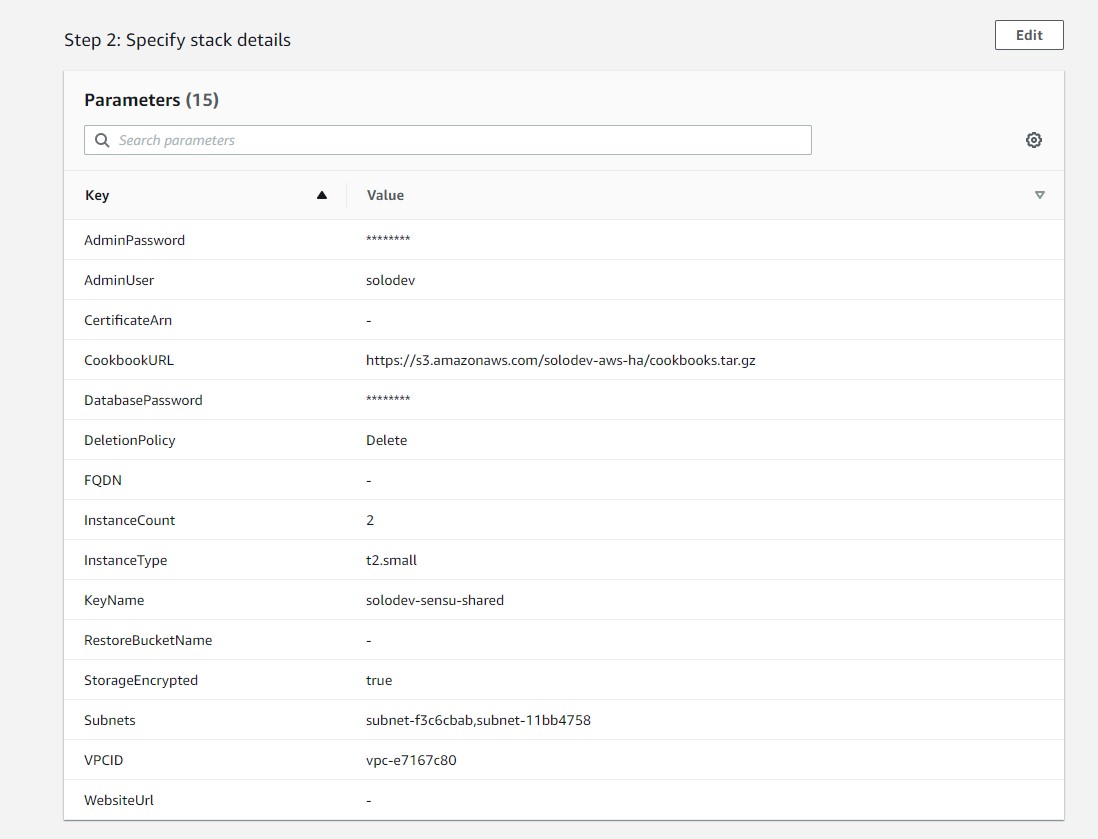 Step 2: Specify stack details
Edit
Parameters (15)
Search parameters
Key Value
AdminPassword ********
AdminUser solodev
CertificateArn -
CookbookURL https://s3.amazonaws.com/solodev-aws-ha/cookbooks.tar.gz
DatabasePassword ********
DeletionPolicy Delete
FQDN -
InstanceCount 2
InstanceType t2.small
KeyName solodev-sensu-shared
RestoreBucketName -
StorageEncrypted true
Subnets subnet-f3c6cbab,subnet-11bb4758
VPCID vpc-e7167c80
WebsiteUrl -